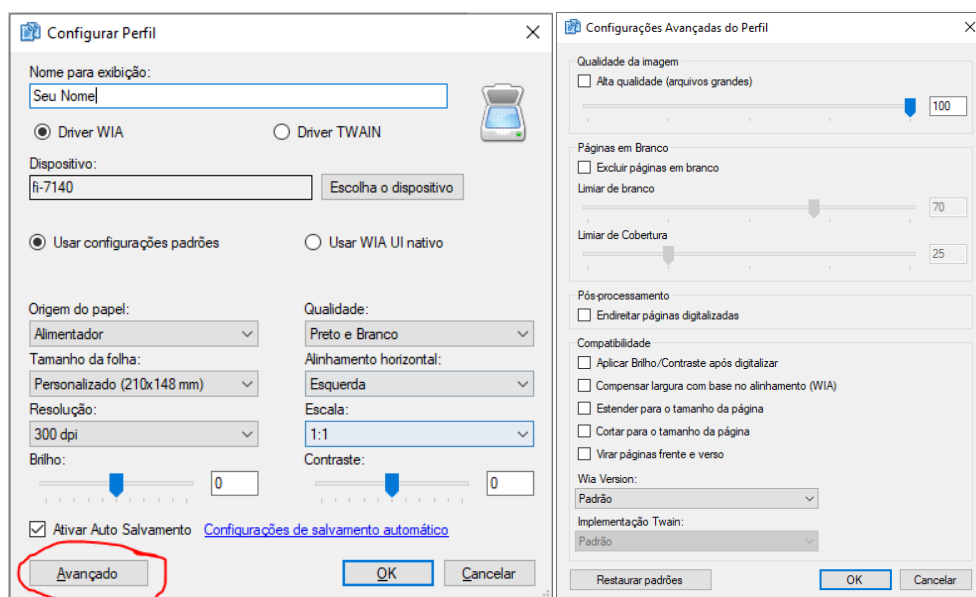 Configurar Perfil
Nome para exibição:
Seu Nome
Driver WIA
Driver TWAIN
Dispositivo:
fi-7140
Escolha o dispositivo
Usar configurações padrões
Usar WIA UI nativo
Origem do papel:
Qualidade:
Alimentador
Preto e Branco
Tamanho da folha:
Alinhamento horizontal:
Personalizado (210x148 mm)
Esquerda
Resolução:
Escala:
300 dpi
1:1
Brilho:
Contraste:
0
0
Ativar Auto Salvamento
Configurações de salvamento automático
Avançado
OK
Cancelar
Configurações Avançadas do Perfil
Qualidade da imagem
Alta qualidade (arquivos grandes)
100
Páginas em Branco
Excluir páginas em branco
Limiar de branco
70
Limiar de Cobertura
25
Pós-processamento
Endireitar páginas digitalizadas
Compatibilidade
Aplicar Brilho/Contraste após digitalizar
Compensar largura com base no alinhamento (WIA)
Estender para o tamanho da página
Cortar para o tamanho da página
Virar páginas frente e verso
Wia Version:
Padrão
Implementação Twain:
Padrão
Restaurar padrões
OK
Cancelar